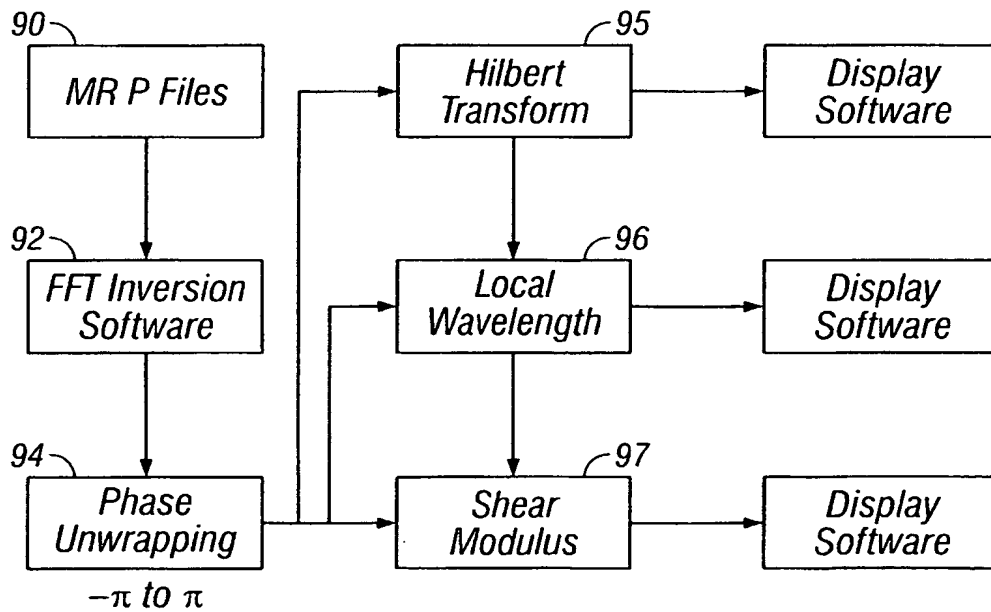 90
MR P Files
95
Hilbert
Transform
Display
Software
92
FFT Inversion
Software
96
Local
Wavelength
Display
Software
94
Phase
Unwrapping
−π to π
97
Shear
Modulus
Display
Software